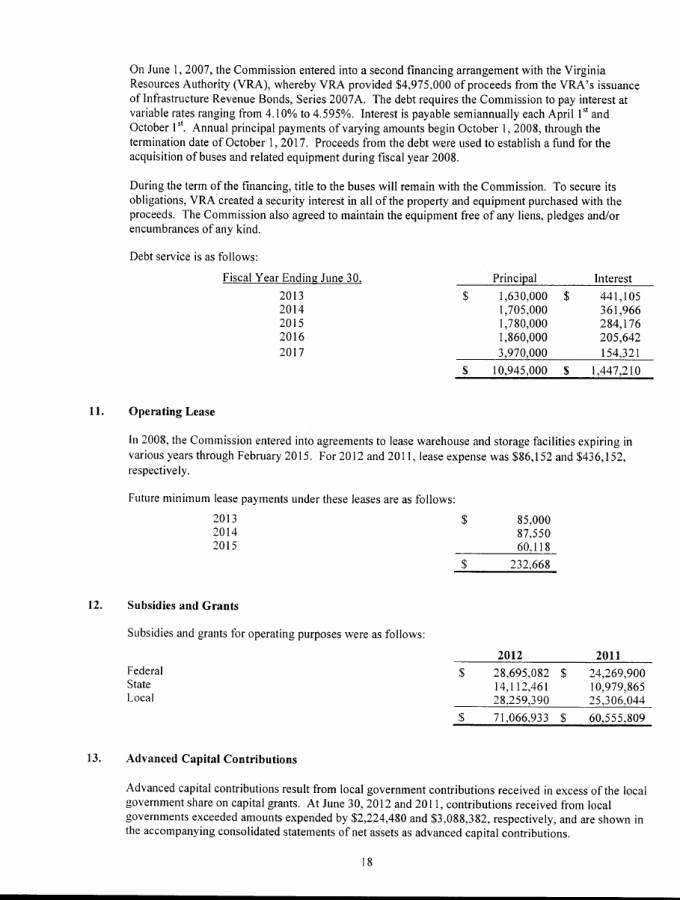 On June 1, 2007, the Commission entered into a second financing arrangement with the Virginia
Resources Authority (VRA), whereby VRA provided $4,975,000 of proceeds from the VRA's issuance
of Infrastructure Revenue Bonds, Series 2007A. The debt requires the Commission to pay interest at
variable rates ranging from 4.10% to 4.595%. Interest is payable semiannually each April 1st and
October 1st. Annual principal payments of varying amounts begin October 1, 2008, through the
termination date of October 1, 2017. Proceeds from the debt were used to establish a fund for the
acquisition of buses and related equipment during fiscal year 2008.
During the term of the financing, title to the buses will remain with the Commission. To secure its
obligations, VRA created a security interest in all of the property and equipment purchased with the
proceeds. The Commission also agreed to maintain the equipment free of any liens, pledges and/or
encumbrances of any kind.
Debt service is as follows:
Fiscal Year Ending June 30, Principal Interest
2013 $ 1,630,000 $ 441,105
2014 1,705,000 361,966
2015 1,780,000 284,176
2016 1,860,000 205,642
2017 3,970,000 154,321
$ 10,945,000 $ 1,447,210
11. Operating Lease
In 2008, the Commission entered into agreements to lease warehouse and storage facilities expiring in
various years through February 2015. For 2012 and 2011, lease expense was $86,152 and $436,152,
respectively.
Future minimum lease payments under these leases are as follows:
2013 $ 85,000
2014 87,550
2015 60,118
$ 232,668
12. Subsidies and Grants
Subsidies and grants for operating purposes were as follows:
2012 2011
Federal $ 28,695,082 $ 24,269,900
State 14,112,461 10,979,865
Local 28,259,390 25,306,044
$ 71,066,933 $ 60,555,809
13. Advanced Capital Contributions
Advanced capital contributions result from local government contributions received in excess of the local
government share on capital grants. At June 30, 2012 and 2011, contributions received from local
governments exceeded amounts expended by $2,224,480 and $3,088,382, respectively, and are shown in
the accompanying consolidated statements of net assets as advanced capital contributions.
18